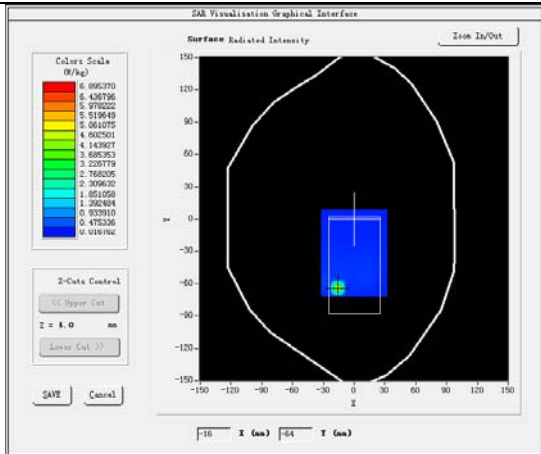 SAR Visualisation Graphical Interface
Surface Radiated Intensity
Zoom In/Out
Colors Scale
(W/kg)
6.895370
6.436796
5.978222
5.519649
5.061075
4.602501
4.143927
3.685353
3.226779
2.768205
2.309632
1.851058
1.392484
0.933910
0.475336
0.016762
Z-Cuts Control
<< Upper Cut
Z = 4.0 mm
Lower Cut >>
SAVE Cancel
150
120
90
60
30
0
-30
-60
-90
-120
-150
Y
-150 -120 -90 -60 -30 0 30 60 90 120 150
X
-16 X (mm) -64 Y (mm)